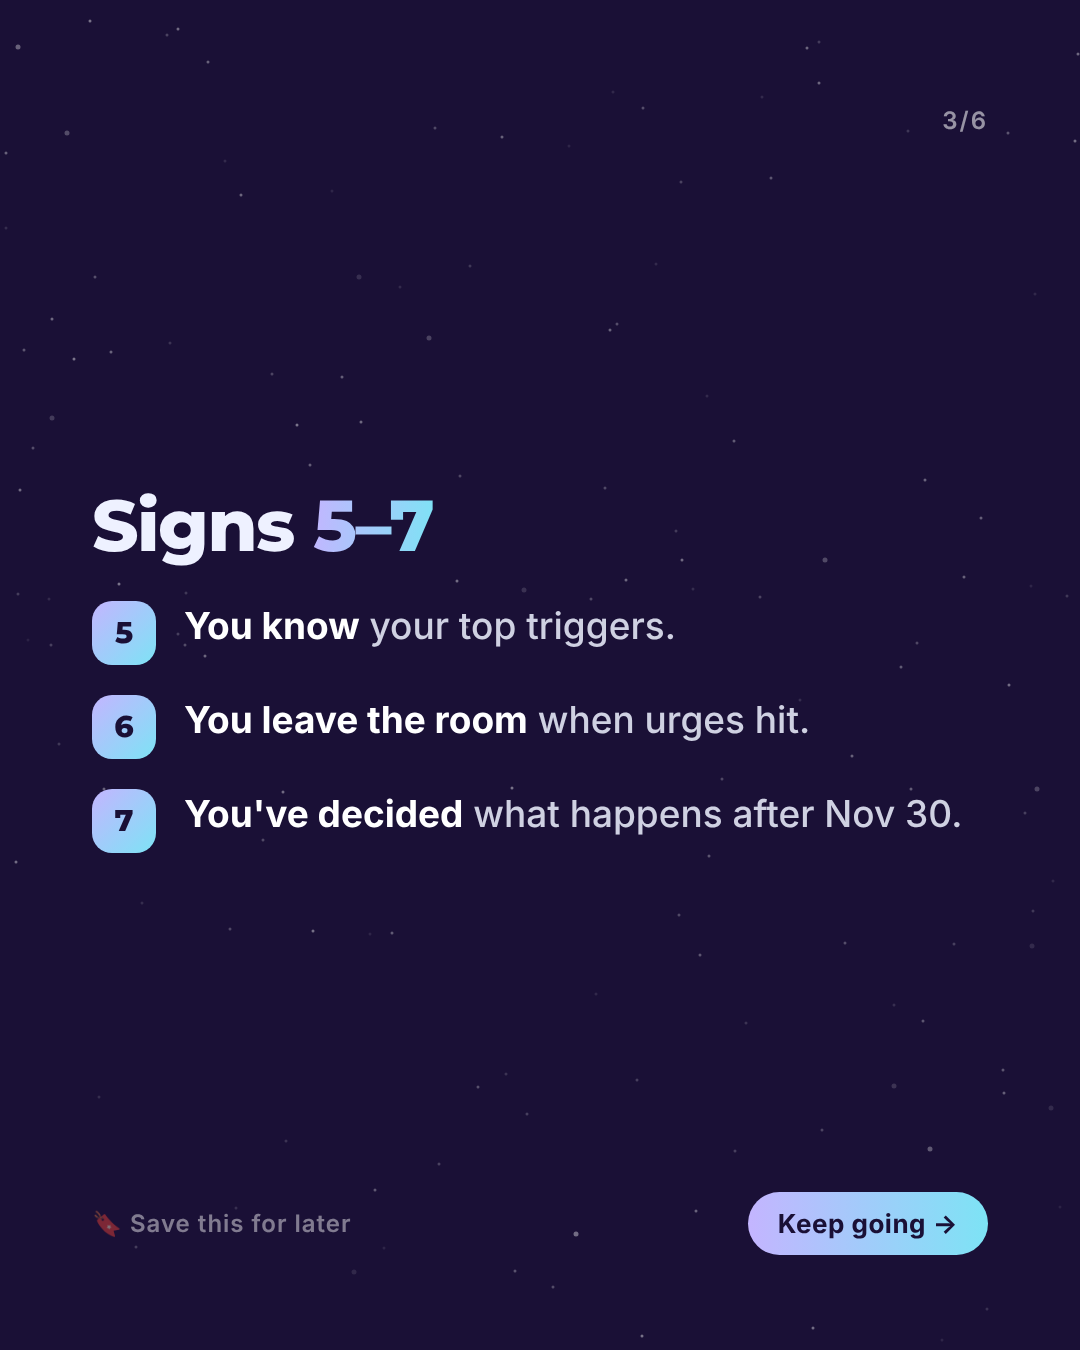 3/6
Signs 5–7
5 You know your top triggers.
6 You leave the room when urges hit.
7 You've decided what happens after Nov 30.
Save this for later
Keep going →